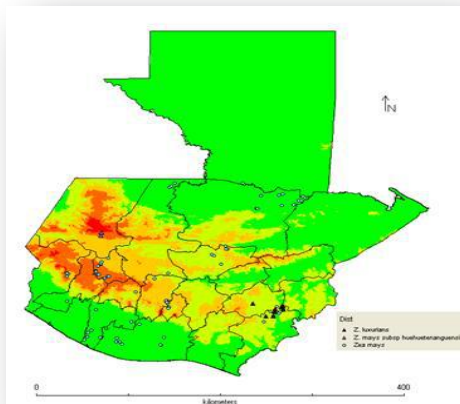 N
Dist
Z. luxurians
Z. mays subsp huehuetenanguensis
Zea mays
0
400
kilometers